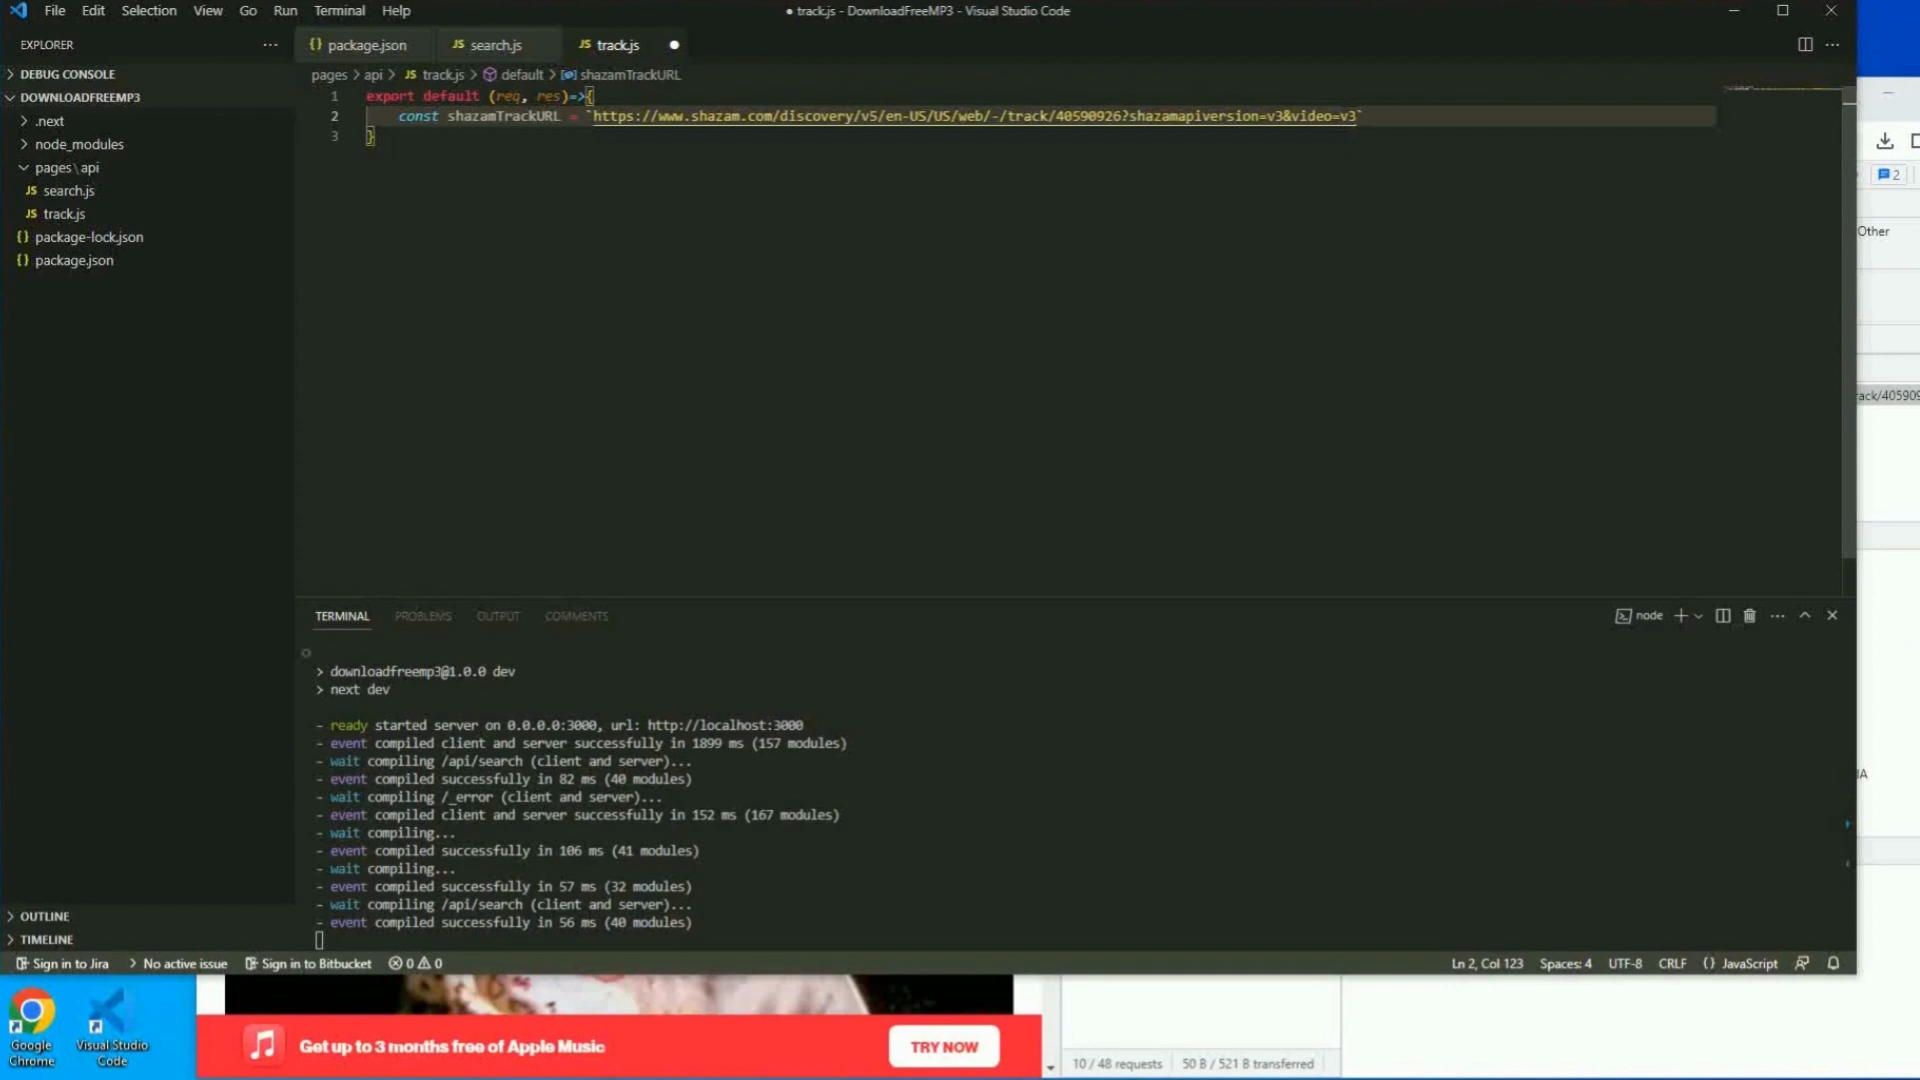 File Edit Selection View Go Run Terminal Help
● track.js - DownloadFreeMP3 - Visual Studio Code
EXPLORER
DEBUG CONSOLE
DOWNLOADFREEMP3
.next
node_modules
pages\api
JS search.js
JS track.js
{} package-lock.json
{} package.json
OUTLINE
TIMELINE
{} package.json JS search.js JS track.js ●
pages > api > JS track.js > default > shazamTrackURL
1 export default (req, res)=>{
2 const shazamTrackURL = `https://www.shazam.com/discovery/v5/en-US/US/web/-/track/40590926?shazamapiversion=v3&video=v3`
3 }
TERMINAL PROBLEMS OUTPUT COMMENTS
node
> downloadfreemp3@1.0.0 dev
> next dev
- ready started server on 0.0.0.0:3000, url: http://localhost:3000
- event compiled client and server successfully in 1899 ms (157 modules)
- wait compiling /api/search (client and server)...
- event compiled successfully in 82 ms (40 modules)
- wait compiling /_error (client and server)...
- event compiled client and server successfully in 152 ms (167 modules)
- wait compiling...
- event compiled successfully in 106 ms (41 modules)
- wait compiling...
- event compiled successfully in 57 ms (32 modules)
- wait compiling /api/search (client and server)...
- event compiled successfully in 56 ms (40 modules)
Sign in to Jira > No active issue Sign in to Bitbucket 0 0
Ln 2, Col 123 Spaces: 4 UTF-8 CRLF {} JavaScript
2
Other
rack/405909
IA
Google Chrome
Visual Studio Code
Get up to 3 months free of Apple Music
TRY NOW
10 / 48 requests 50 B / 521 B transferred